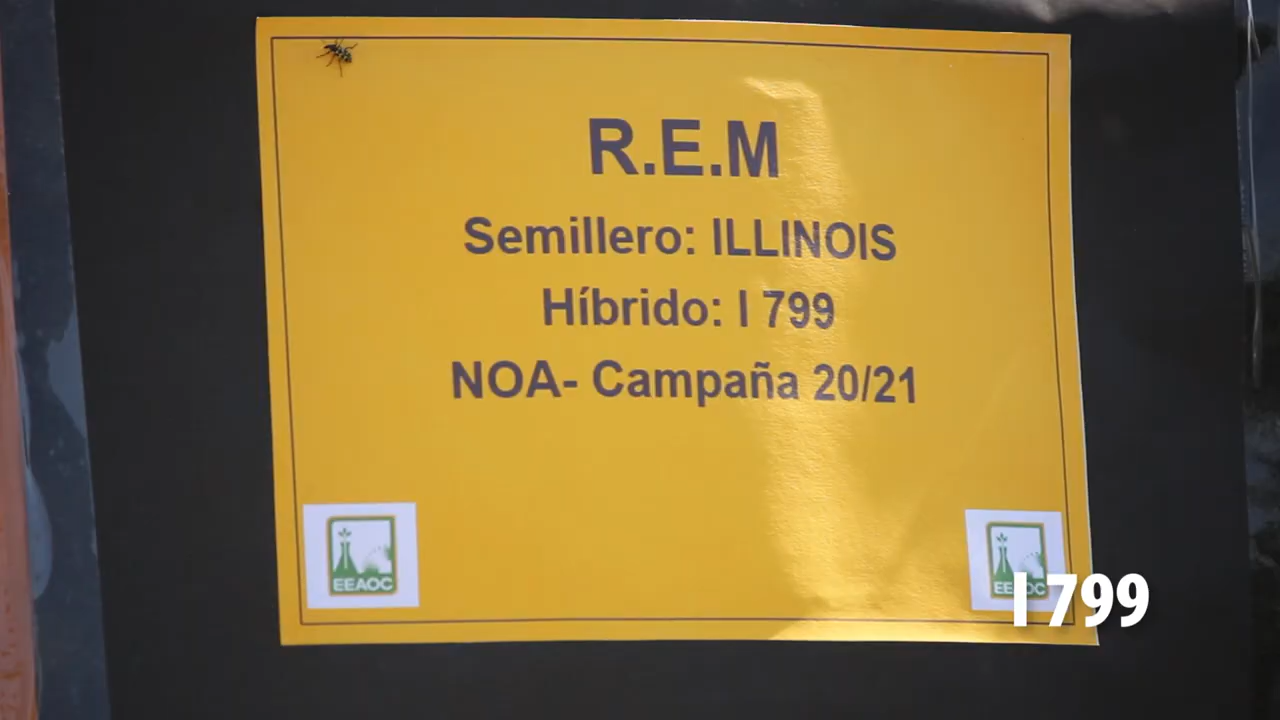 R.E.M
Semillero: ILLINOIS
Híbrido: I 799
NOA- Campaña 20/21
EEAOC
EEAOC
I 799